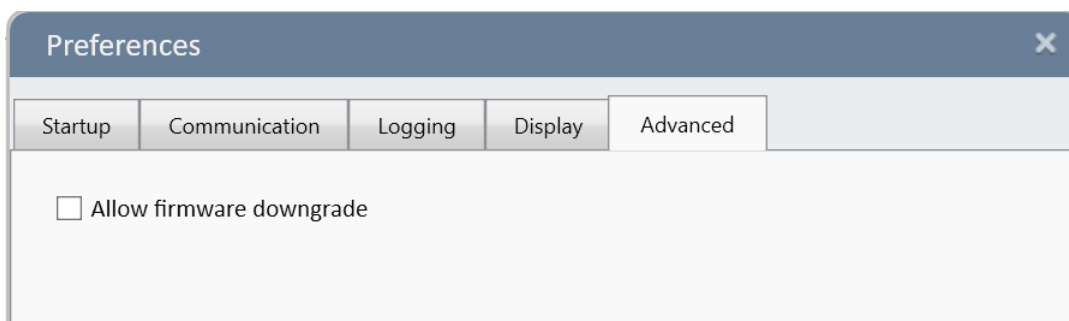 Preferences
Startup Communication Logging Display Advanced
Allow firmware downgrade